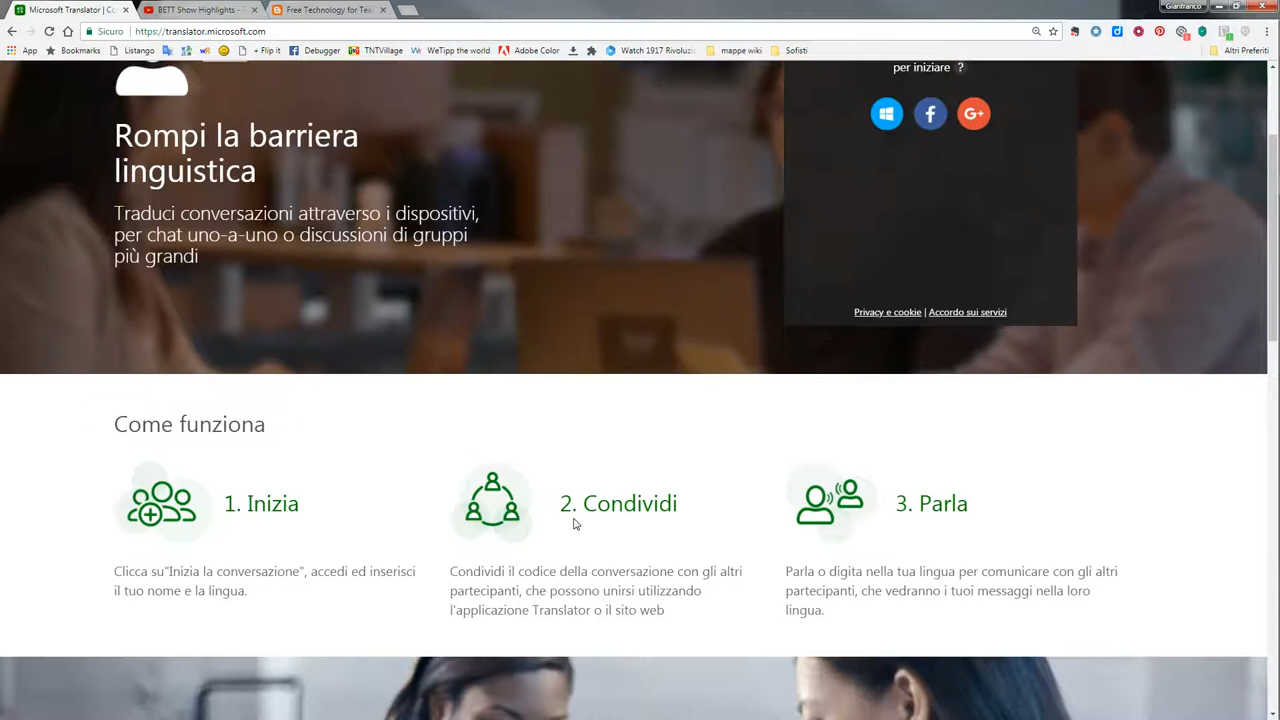 Gianfranco
Microsoft Translator | Co
BETT Show Highlights -
Free Technology for Tea
Sicuro
https://translator.microsoft.com
App
Bookmarks
Listango
+ Flip it
Debugger
TNTVillage
WeTipp the world
Adobe Color
Watch 1917 Rivoluzi
mappe wiki
Sofisti
Altri Preferiti
per iniziare ?
Rompi la barriera
linguistica
Traduci conversazioni attraverso i dispositivi,
per chat uno-a-uno o discussioni di gruppi
più grandi
Privacy e cookie | Accordo sui servizi
Come funziona
1. Inizia
Clicca su"Inizia la conversazione", accedi ed inserisci
il tuo nome e la lingua.
2. Condividi
Condividi il codice della conversazione con gli altri
partecipanti, che possono unirsi utilizzando
l'applicazione Translator o il sito web
3. Parla
Parla o digita nella tua lingua per comunicare con gli altri
partecipanti, che vedranno i tuoi messaggi nella loro
lingua.